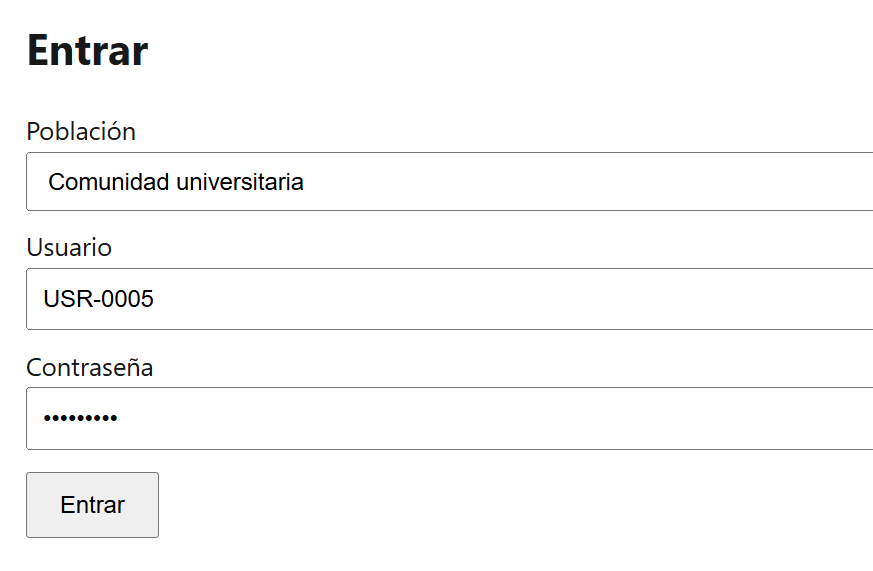 Entrar
Población
Comunidad universitaria
Usuario
USR-0005
Contraseña
•••••••••
Entrar